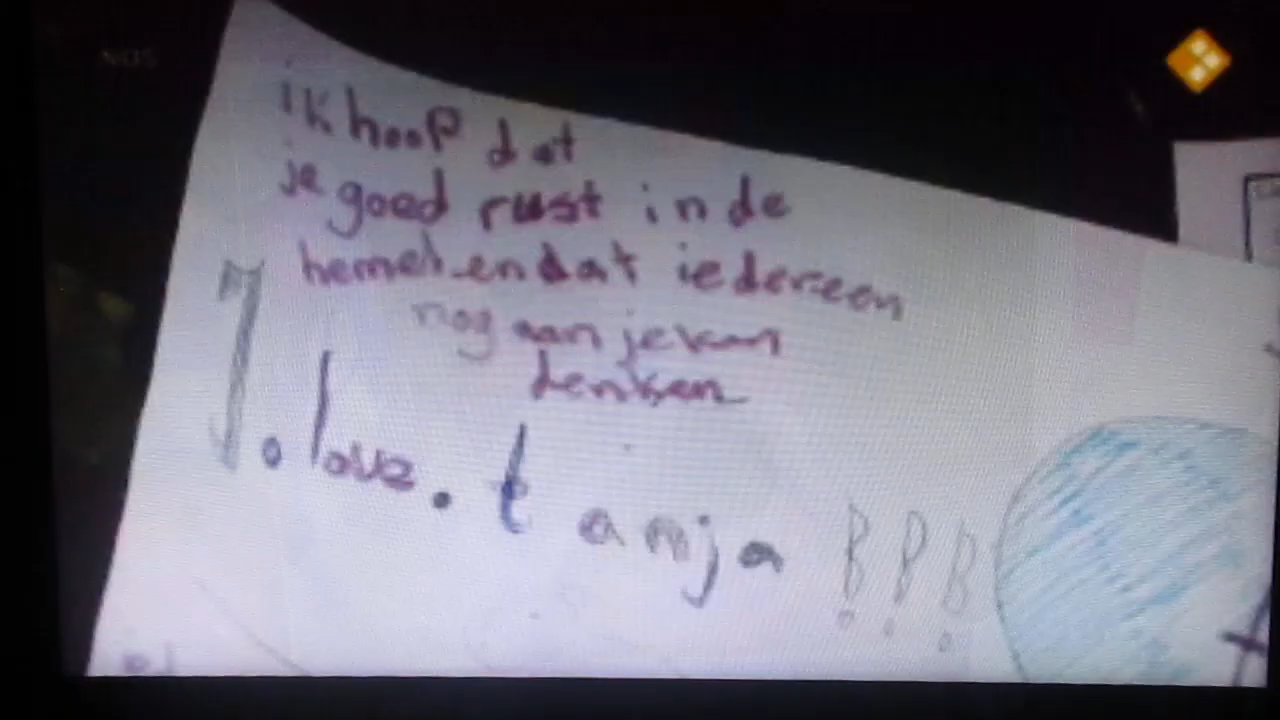 NOS
ik hoop dat
je goed rust in de
hemel. en dat iedereen
nog aan je kan
denken
I. love. tanja !!!